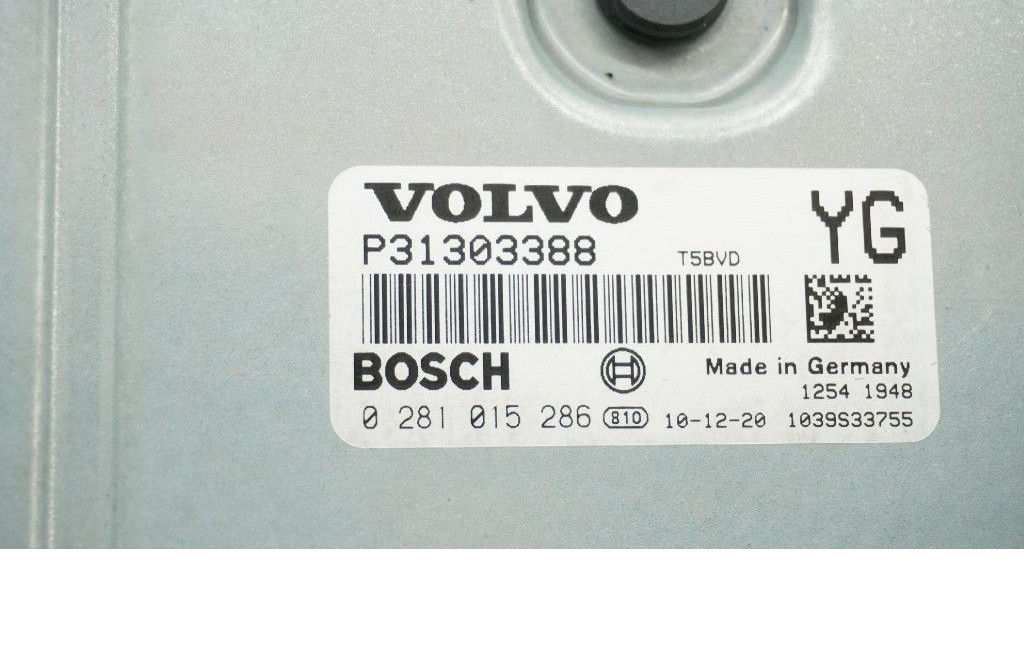 VOLVO
YG
P31303388 T5BVD
BOSCH Made in Germany
1254 1948
0 281 015 286 810 10-12-20 1039S33755